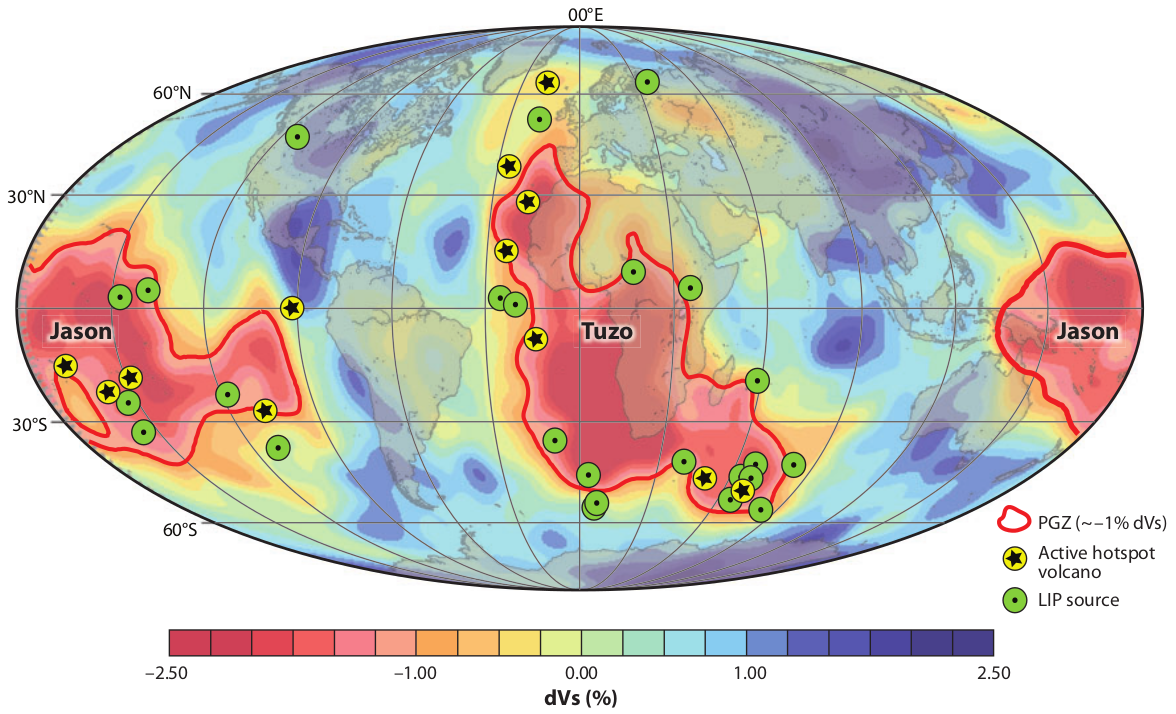 00°E
60°N
30°N
Jason
Tuzo
Jason
30°S
60°S
PGZ (~–1% dVs)
Active hotspot
volcano
LIP source
–2.50
–1.00
0.00
1.00
2.50
dVs (%)